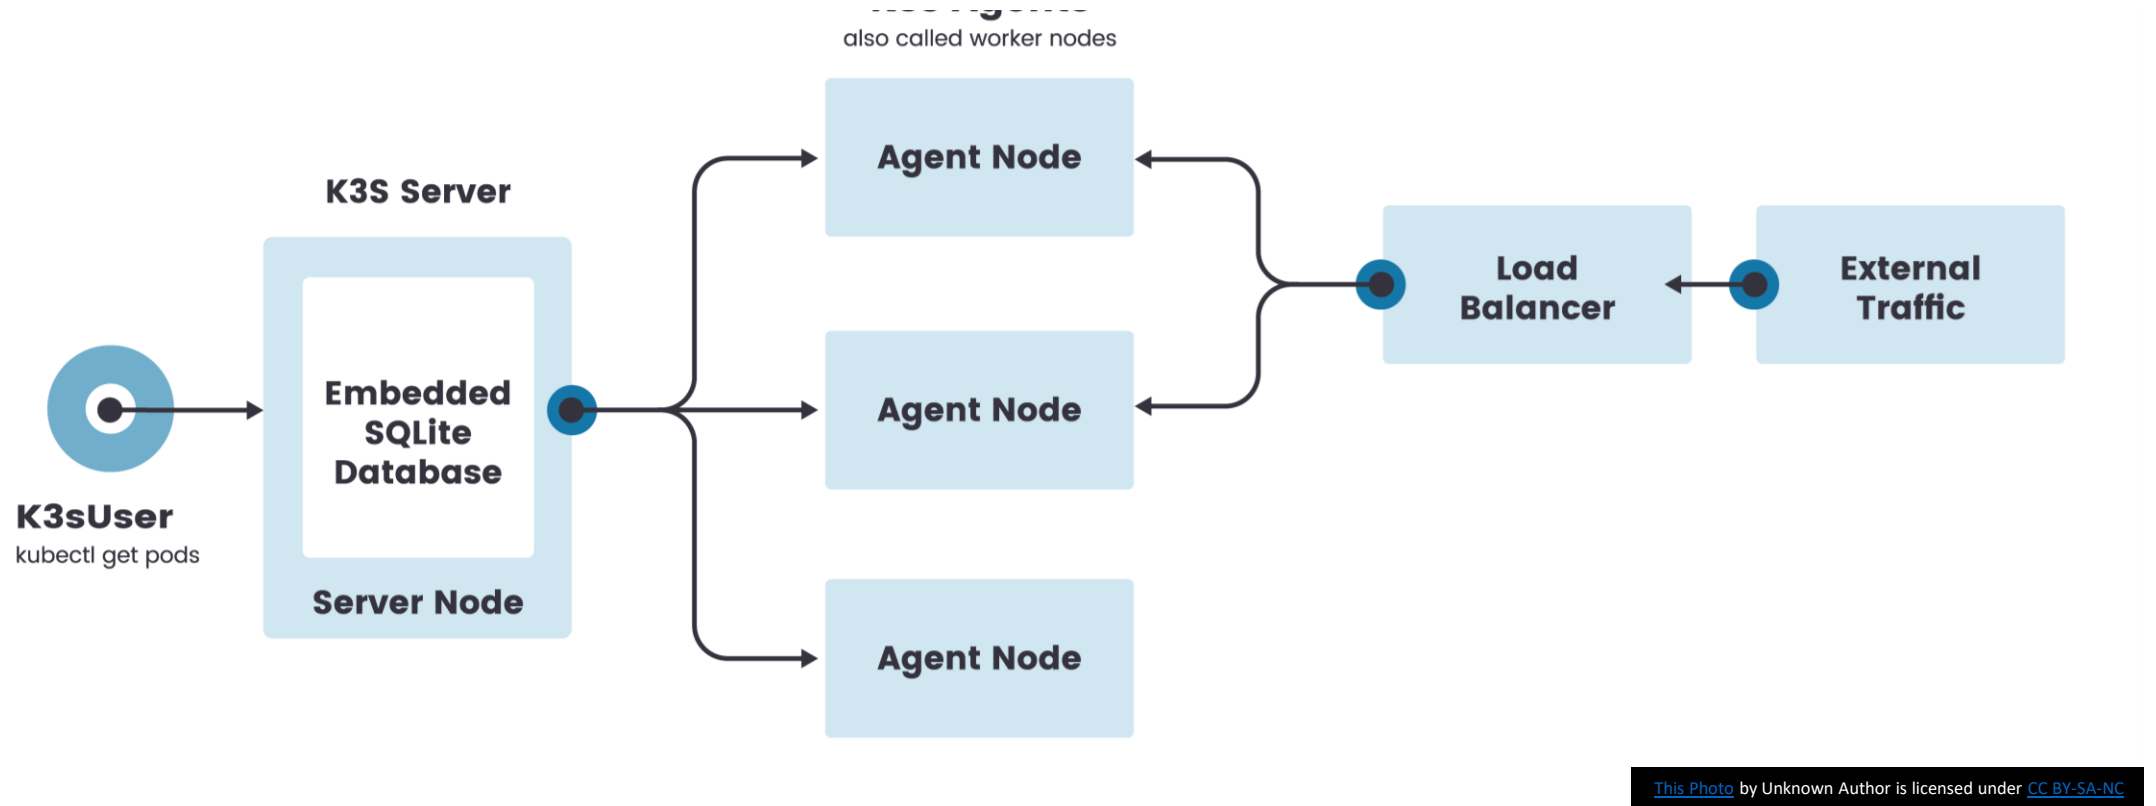 also called worker nodes
K3S Server
Embedded
SQLite
Database
Server Node
K3sUser
kubectl get pods
Agent Node
Agent Node
Agent Node
Load
Balancer
External
Traffic
This Photo by Unknown Author is licensed under CC BY-SA-NC